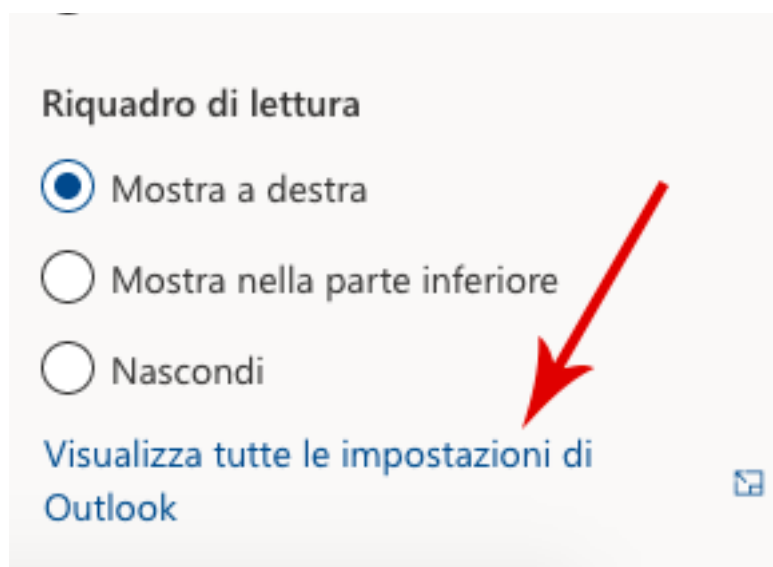 Riquadro di lettura
Mostra a destra
Mostra nella parte inferiore
Nascondi
Visualizza tutte le impostazioni di
Outlook